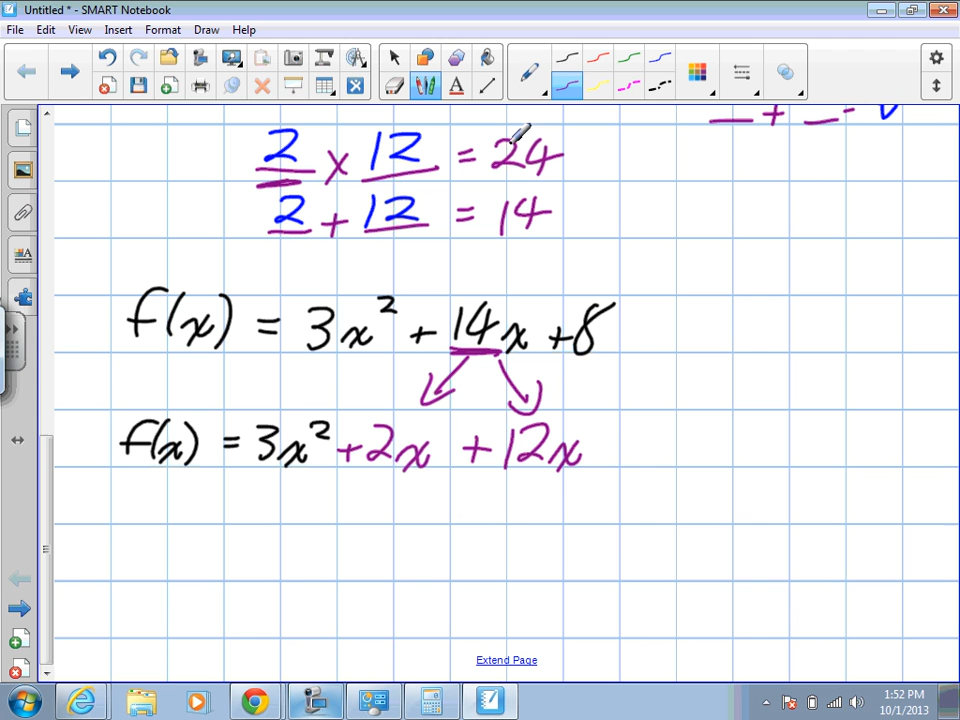 Untitled * - SMART Notebook
File Edit View Insert Format Draw Help
_ + _ =
2 x 12 = 24
2 + 12 = 14
f(x) = 3x² + 14x + 8
f(x) = 3x² + 2x + 12x
Extend Page
1:52 PM
10/1/2013